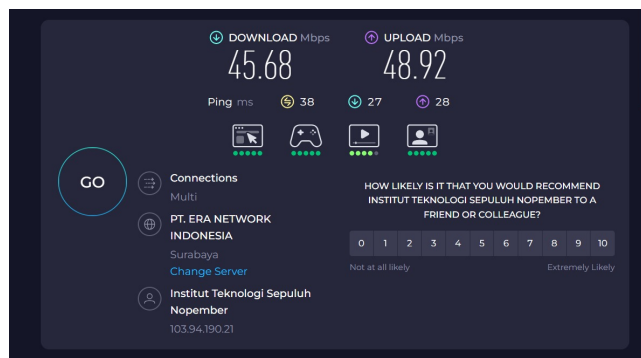 DOWNLOAD Mbps
45.68
UPLOAD Mbps
48.92
Ping ms 38 27 28
GO
Connections
Multi
PT. ERA NETWORK
INDONESIA
Surabaya
Change Server
Institut Teknologi Sepuluh
Nopember
103.94.190.21
HOW LIKELY IS IT THAT YOU WOULD RECOMMEND
INSTITUT TEKNOLOGI SEPULUH NOPEMBER TO A
FRIEND OR COLLEAGUE?
0 1 2 3 4 5 6 7 8 9 10
Not at all likely Extremely Likely